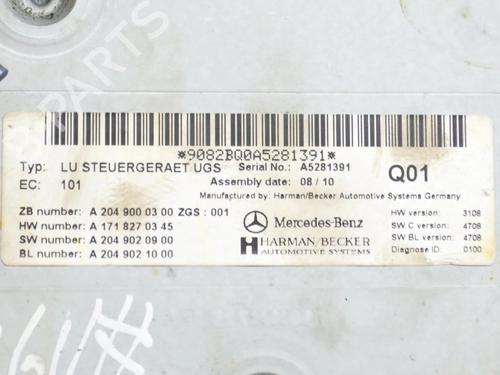 *9082BQ0A5281391*
Typ: LU STEUERGERAET UGS Serial No.: A5281391
EC: 101 Assembly date: 08 / 10 Q01
Manufactured by: Harman/Becker Automotive Systems Germany
ZB number: A 204 900 03 00 ZGS : 001
HW number: A 171 827 03 45
SW number: A 204 902 09 00
BL number: A 204 902 10 00
Mercedes-Benz
HARMAN/BECKER
AUTOMOTIVE SYSTEMS
HW version: 3108
SW C version: 4708
SW BL version: 4708
Diagnose ID: 0100
PARTS